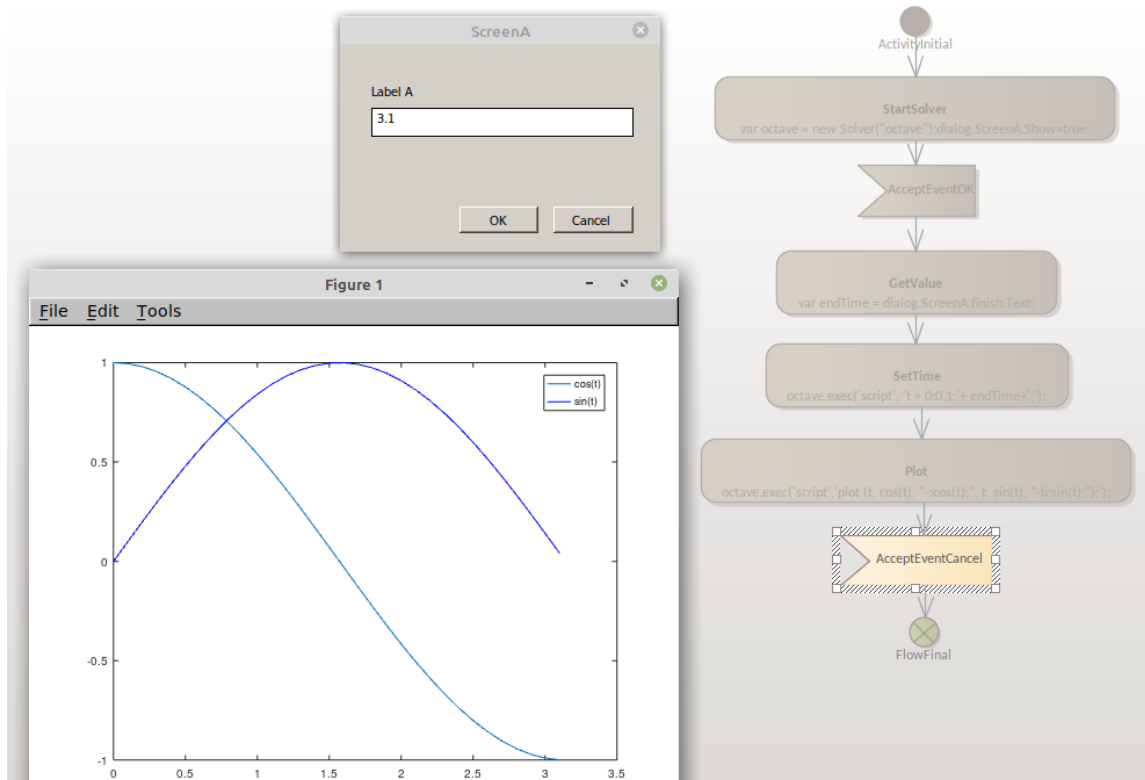 ScreenA
Label A
3.1
OK Cancel
Figure 1
File Edit Tools
cos(t)
sin(t)
1
0.5
0
-0.5
-1
0 0.5 1 1.5 2 2.5 3 3.5
ActivityInitial
StartSolver
var octave = new Solver("octave");dialog.ScreenA.Show=true;
AcceptEventOK
GetValue
var endTime = dialog.ScreenA.finish.Text;
SetTime
octave.exec('script', 't = 0:0.1:'+ endTime+';');
Plot
octave.exec('script','plot (t, cos(t), "-;cos(t);", t, sin(t), "-b;sin(t);");');
AcceptEventCancel
FlowFinal